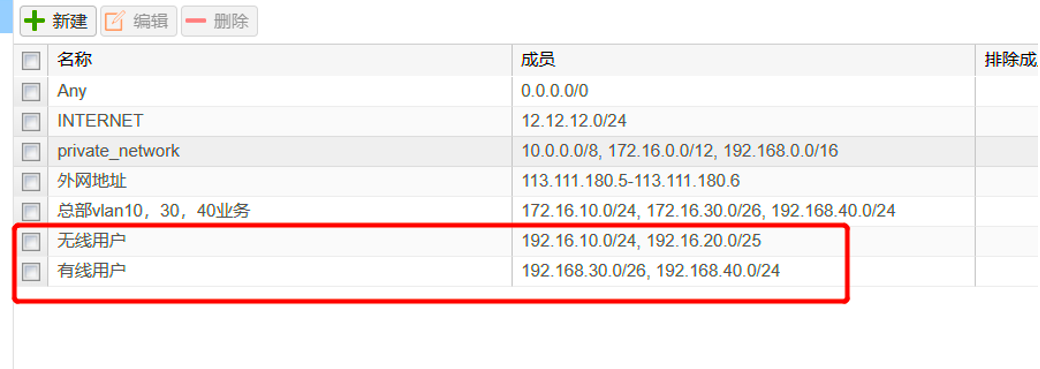 新建 编辑 删除
名称 成员 排除成
Any 0.0.0.0/0
INTERNET 12.12.12.0/24
private_network 10.0.0.0/8, 172.16.0.0/12, 192.168.0.0/16
外网地址 113.111.180.5-113.111.180.6
总部vlan10，30，40业务 172.16.10.0/24, 172.16.30.0/26, 192.168.40.0/24
无线用户 192.16.10.0/24, 192.16.20.0/25
有线用户 192.168.30.0/26, 192.168.40.0/24